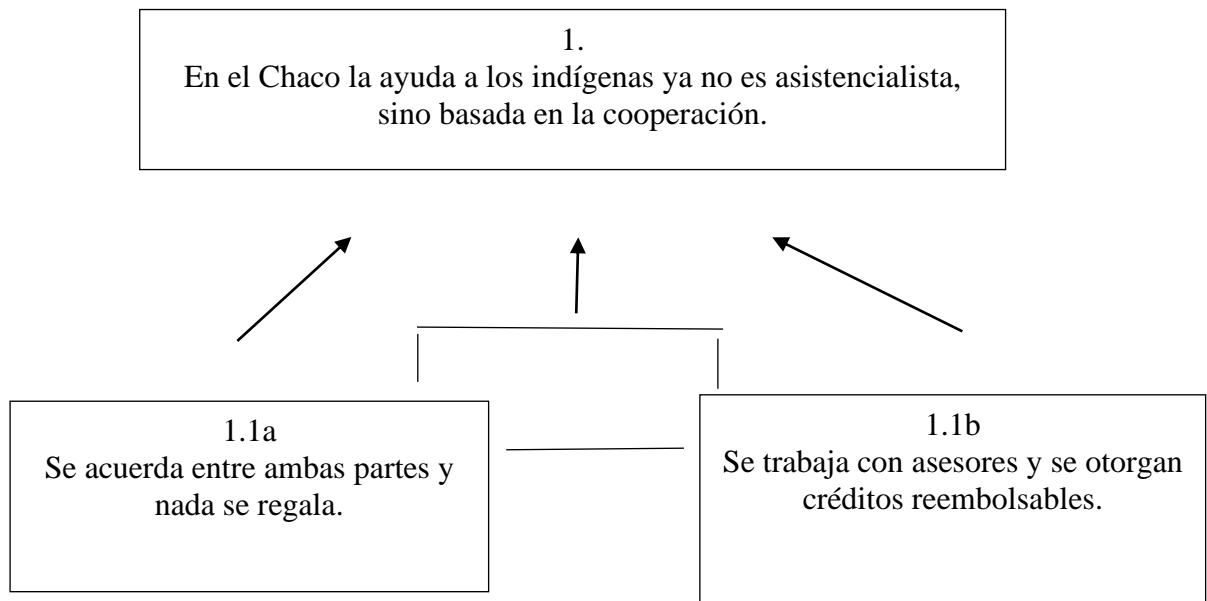 1.
En el Chaco la ayuda a los indígenas ya no es asistencialista,
sino basada en la cooperación.
1.1a
Se acuerda entre ambas partes y
nada se regala.
1.1b
Se trabaja con asesores y se otorgan
créditos reembolsables.